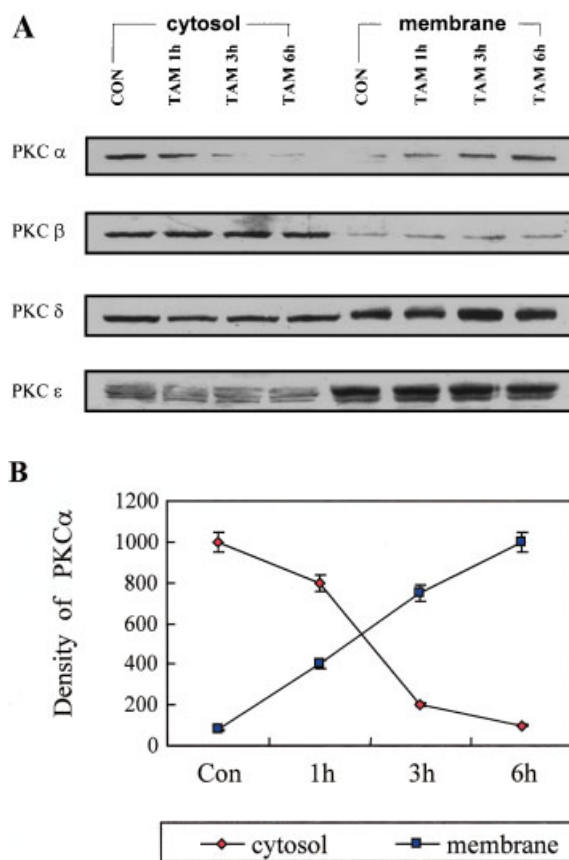 A
cytosol membrane
CON TAM 1h TAM 3h TAM 6h CON TAM 1h TAM 3h TAM 6h
PKC α
PKC β
PKC δ
PKC ε
B
Density of PKCα
1200
1000
800
600
400
200
0
Con 1h 3h 6h
cytosol membrane